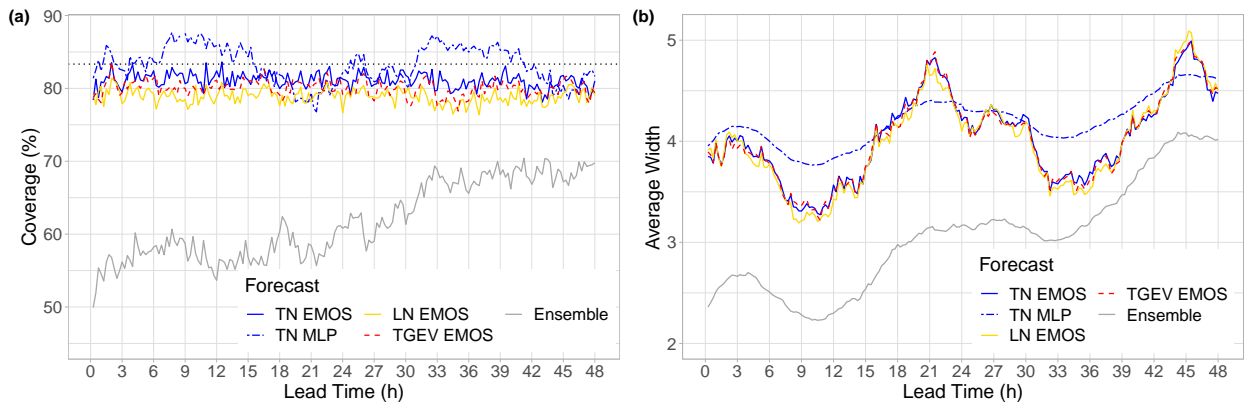 (a)
90
80
70
60
50
Coverage (%)
Forecast
TN EMOS
LN EMOS
Ensemble
TN MLP
TGEV EMOS
0 3 6 9 12 15 18 21 24 27 30 33 36 39 42 45 48
Lead Time (h)
(b)
5
4
3
2
Average Width
Forecast
TN EMOS
TGEV EMOS
TN MLP
Ensemble
LN EMOS
0 3 6 9 12 15 18 21 24 27 30 33 36 39 42 45 48
Lead Time (h)